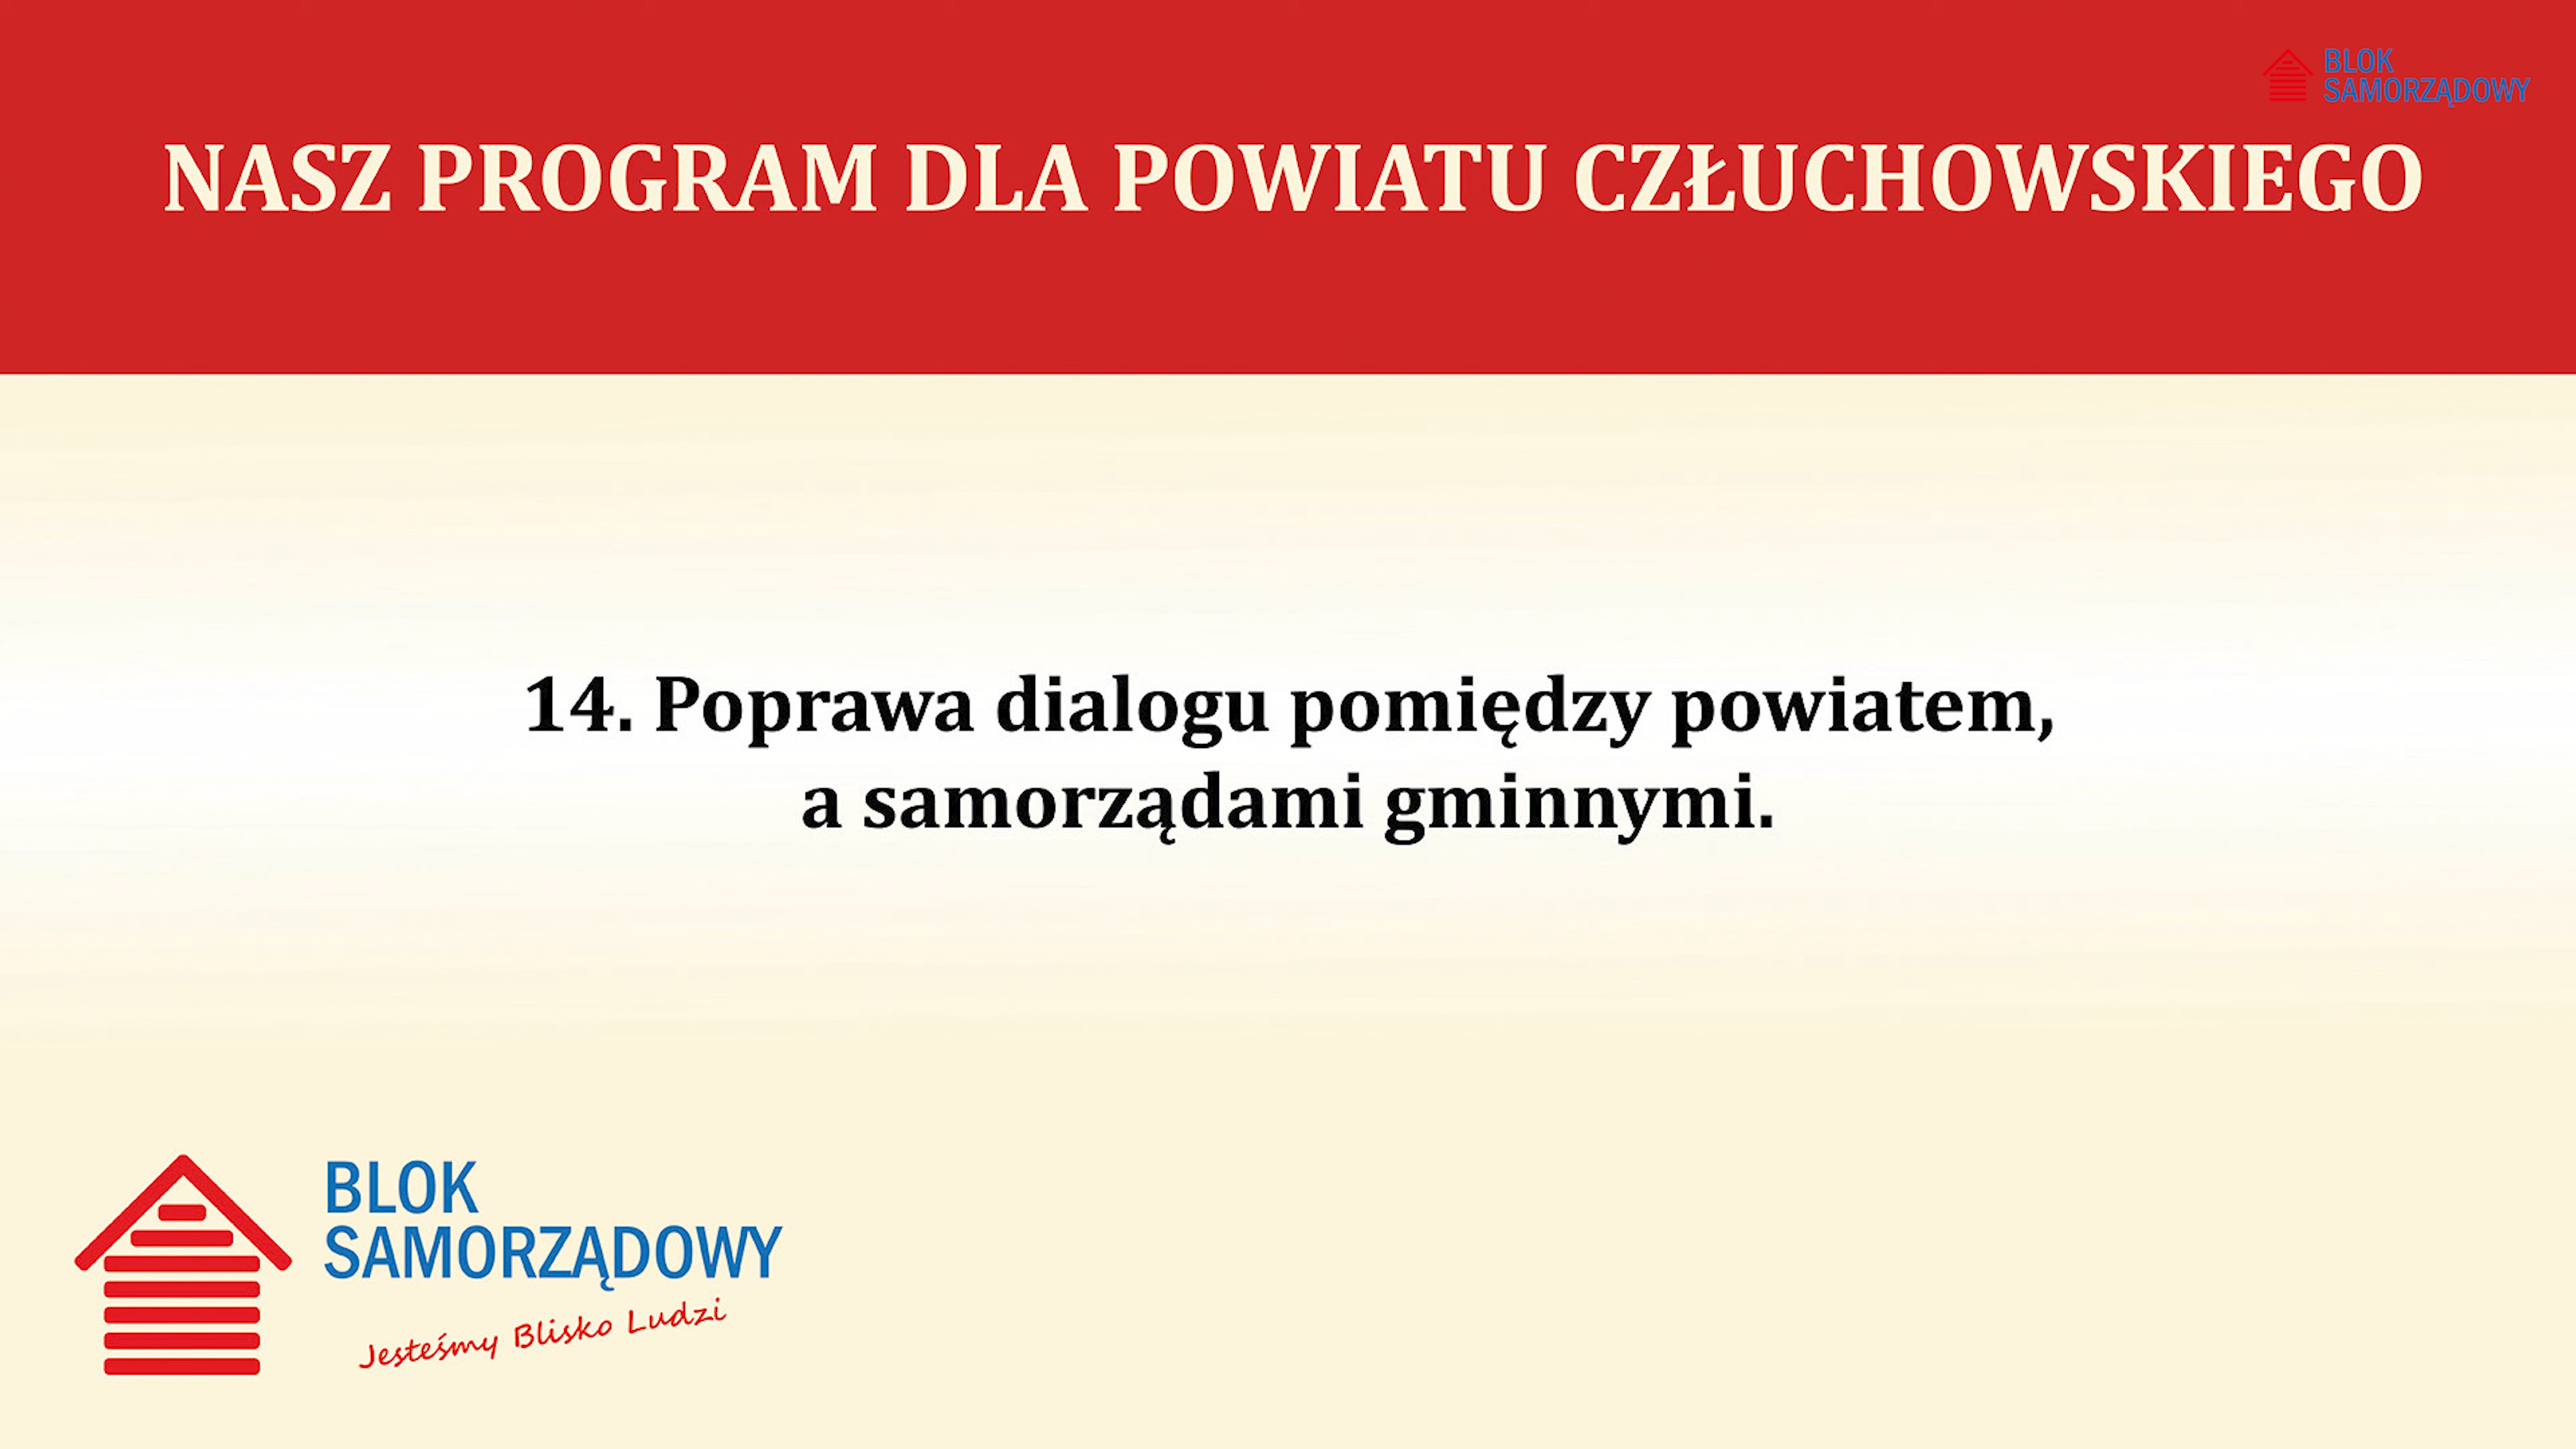 BLOK
SAMORZĄDOWY
NASZ PROGRAM DLA POWIATU CZŁUCHOWSKIEGO
14. Poprawa dialogu pomiędzy powiatem,
a samorządami gminnymi.
BLOK
SAMORZĄDOWY
Jesteśmy Blisko Ludzi